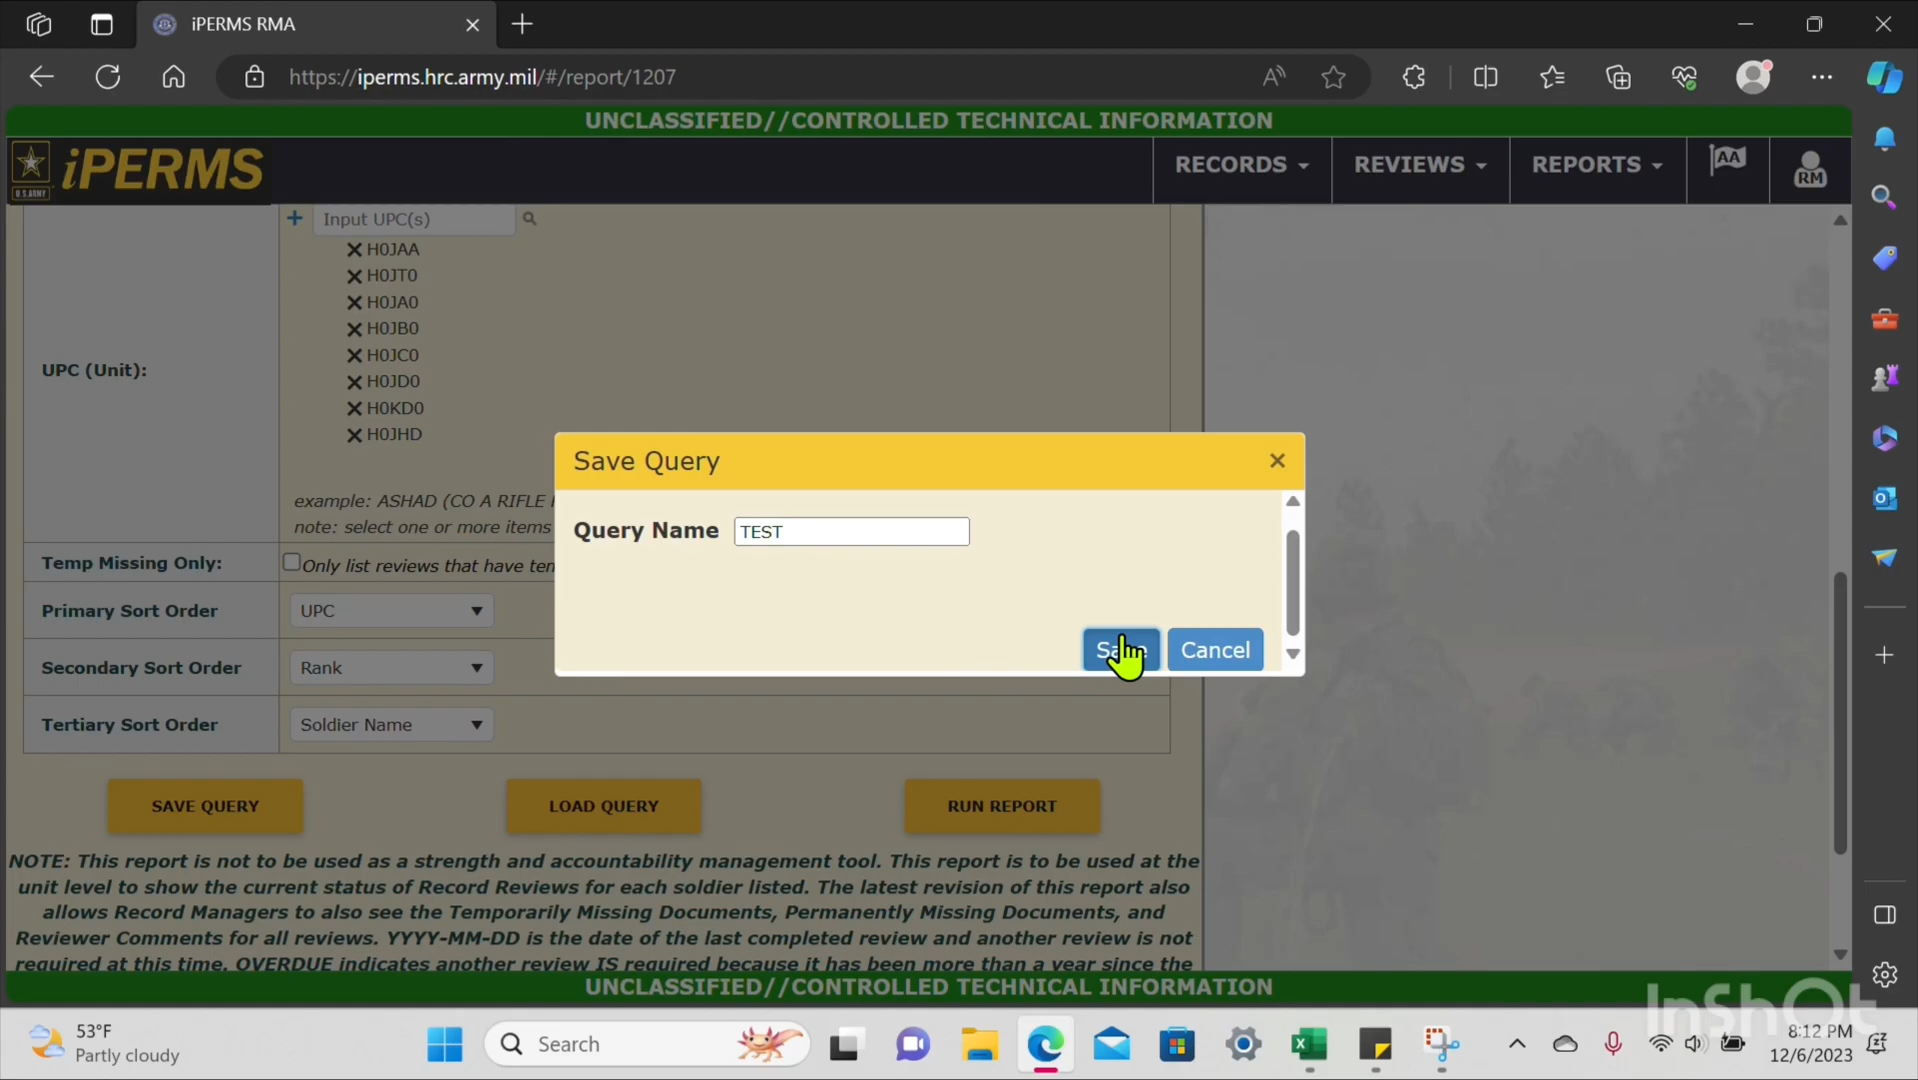 iPERMS RMA
https://iperms.hrc.army.mil/#/report/1207
UNCLASSIFIED//CONTROLLED TECHNICAL INFORMATION
U.S.ARMY
iPERMS
RECORDS
REVIEWS
REPORTS
AA
RM
Input UPC(s)
H0JAA
H0JT0
H0JA0
H0JB0
UPC (Unit):
H0JC0
H0JD0
H0KD0
H0JHD
example: ASHAD (CO A RIFLE
note: select one or more items
Save Query
Query Name TEST
Save Cancel
Temp Missing Only: Only list reviews that have
Primary Sort Order UPC
Secondary Sort Order Rank
Tertiary Sort Order Soldier Name
SAVE QUERY LOAD QUERY RUN REPORT
NOTE: This report is not to be used as a strength and accountability management tool. This report is to be used at the
unit level to show the current status of Record Reviews for each soldier listed. The latest revision of this report also
allows Record Managers to also see the Temporarily Missing Documents, Permanently Missing Documents, and
Reviewer Comments for all reviews. YYYY-MM-DD is the date of the last completed review and another review is not
required at this time. OVERDUE indicates another review IS required because it has been more than a year since the
UNCLASSIFIED//CONTROLLED TECHNICAL INFORMATION
InShOt
53°F
Partly cloudy
Search
8:12 PM
12/6/2023